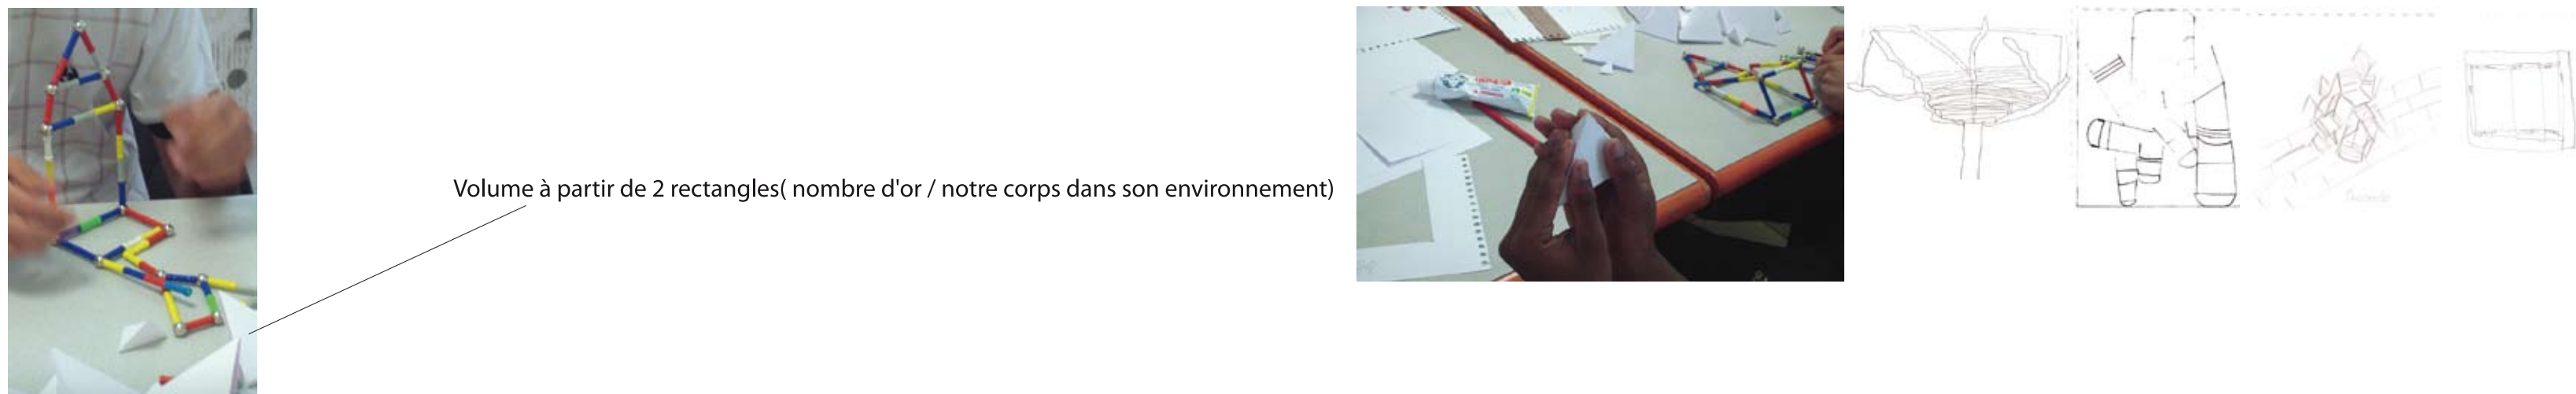 Volume à partir de 2 rectangles( nombre d'or / notre corps dans son environnement)